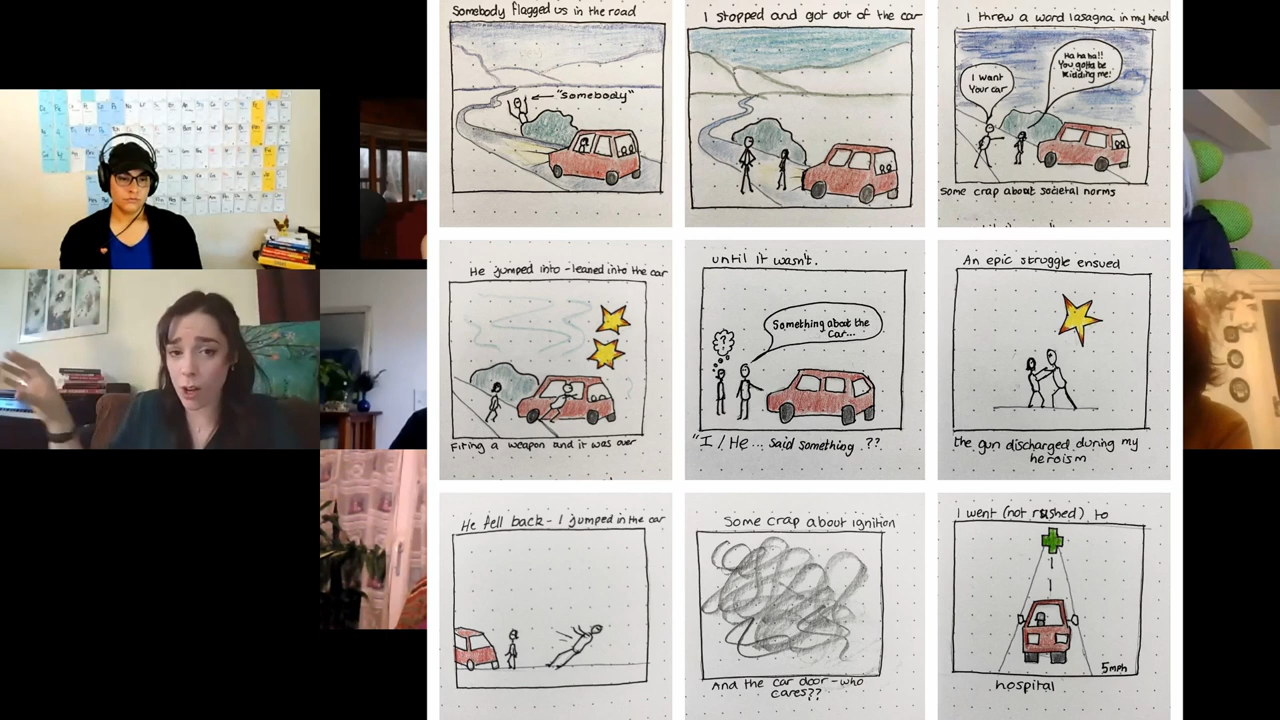 Somebody flagged us in the road
"somebody"
I stopped and got out of the car
I threw a word lasagna in my head
I want
Your car
Ha ha ha!!
You gotta be
kidding me!
some crap about societal norms
He jumped into - leaned into the car
Firing a weapon and it was over
until it wasn't.
?
Something about the
car...
"I / He ... said something ??
An epic struggle ensued
the gun discharged during my
heroism
He fell back - I jumped in the car
Some crap about ignition
And the car door - who
cares??
I went (not rushed) to
5mph
hospital